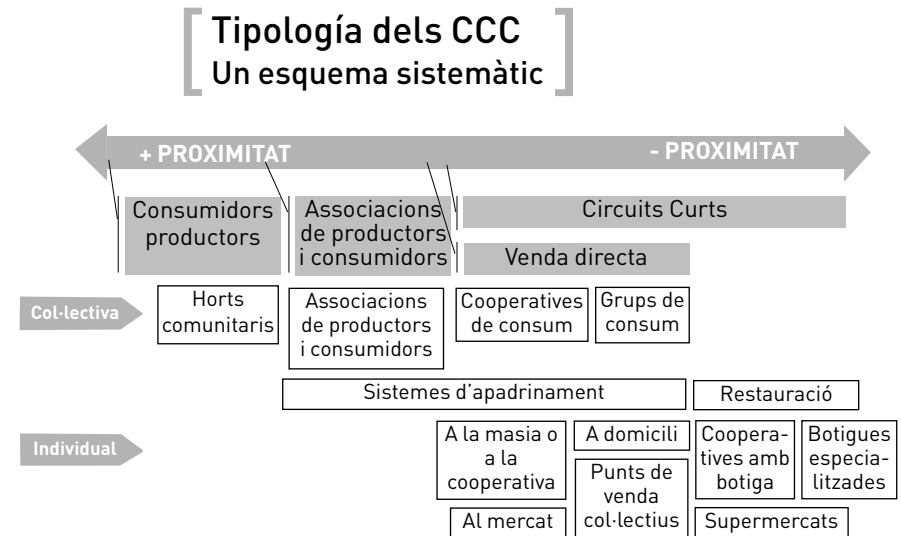 Tipología dels CCC
Un esquema sistemàtic
+ PROXIMITAT
- PROXIMITAT
Consumidors
productors
Associacions
de productors
i consumidors
Circuits Curts
Venda directa
Col·lectiva
Horts
comunitaris
Associacions
de productors
i consumidors
Cooperatives
de consum
Grups de
consum
Sistemes d'apadrinament
Restauració
Individual
A la masia o
a la
cooperativa
A domicili
Coopera-
tives amb
botiga
Botigues
especia-
litzades
Punts de
venda
col·lectius
Al mercat
Supermercats